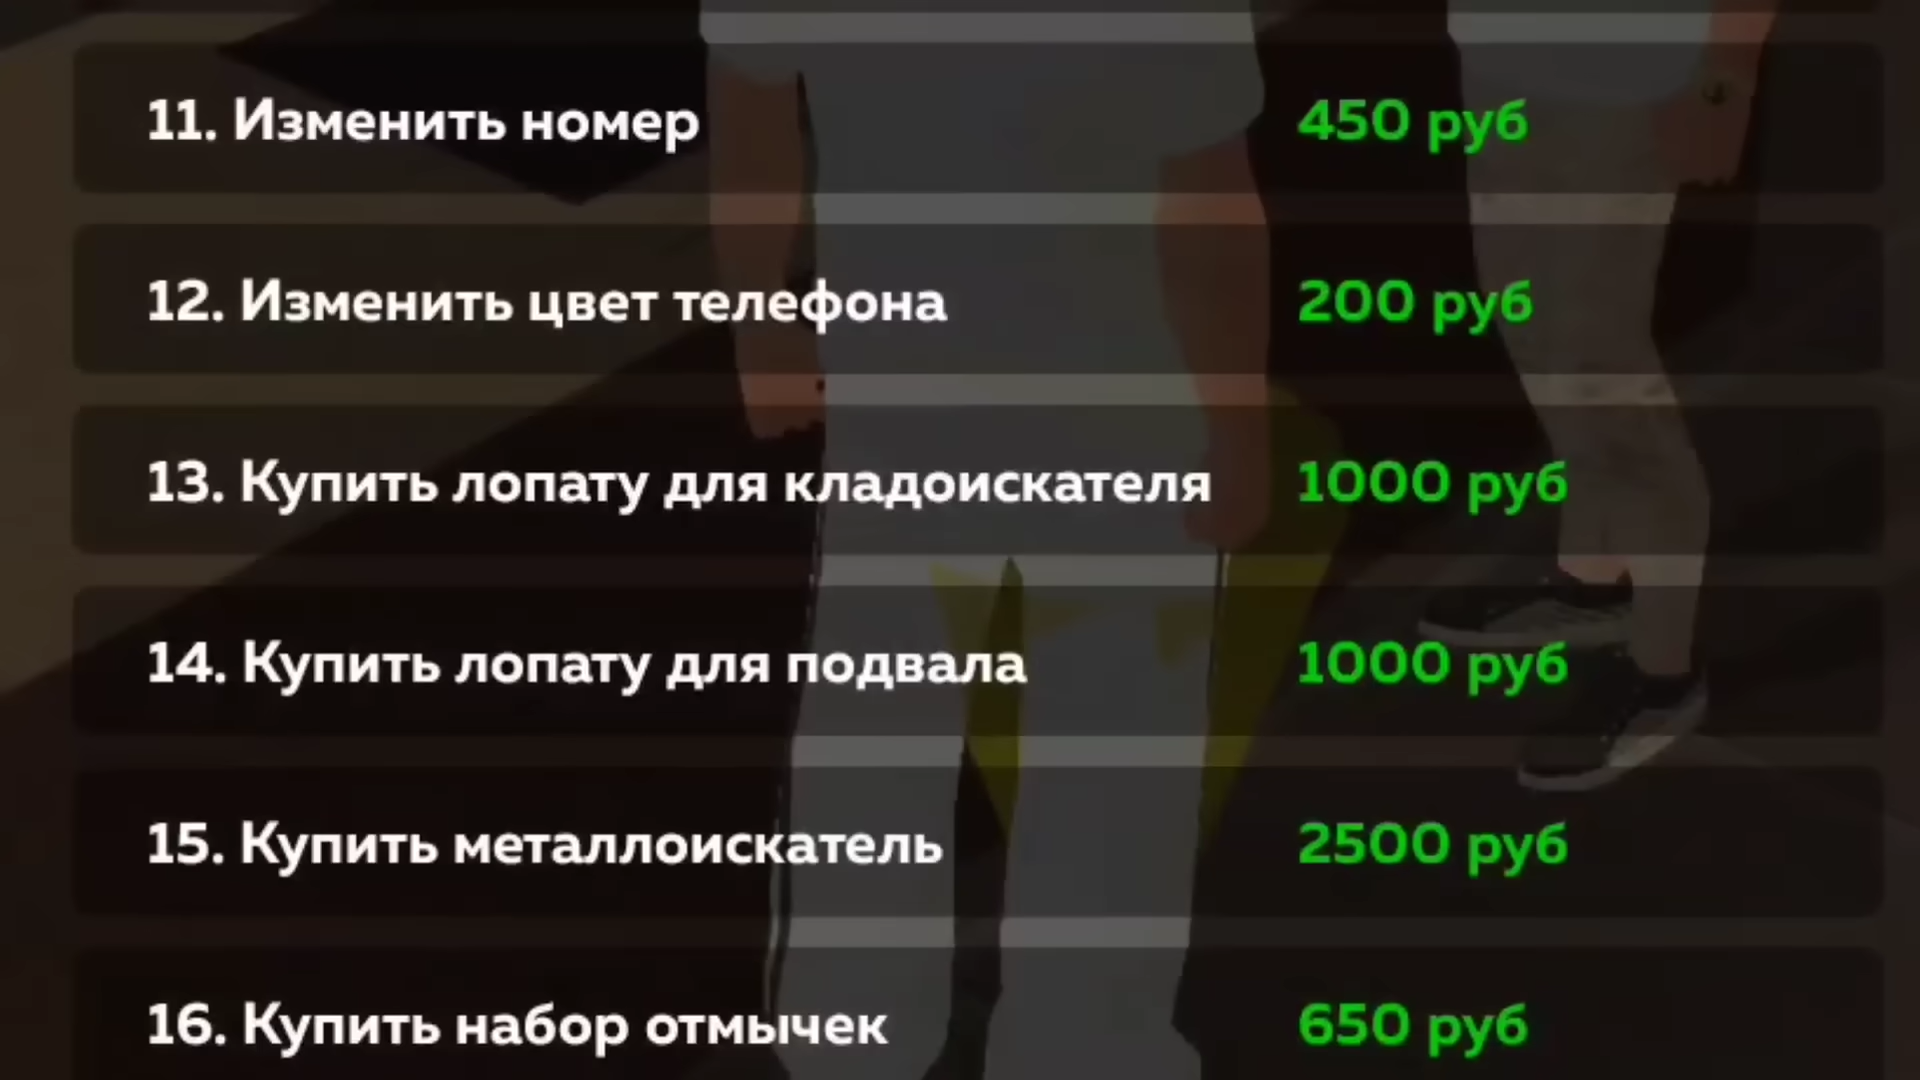 11. Изменить номер 450 руб
12. Изменить цвет телефона 200 руб
13. Купить лопату для кладоискателя 1000 руб
14. Купить лопату для подвала 1000 руб
15. Купить металлоискатель 2500 руб
16. Купить набор отмычек 650 руб